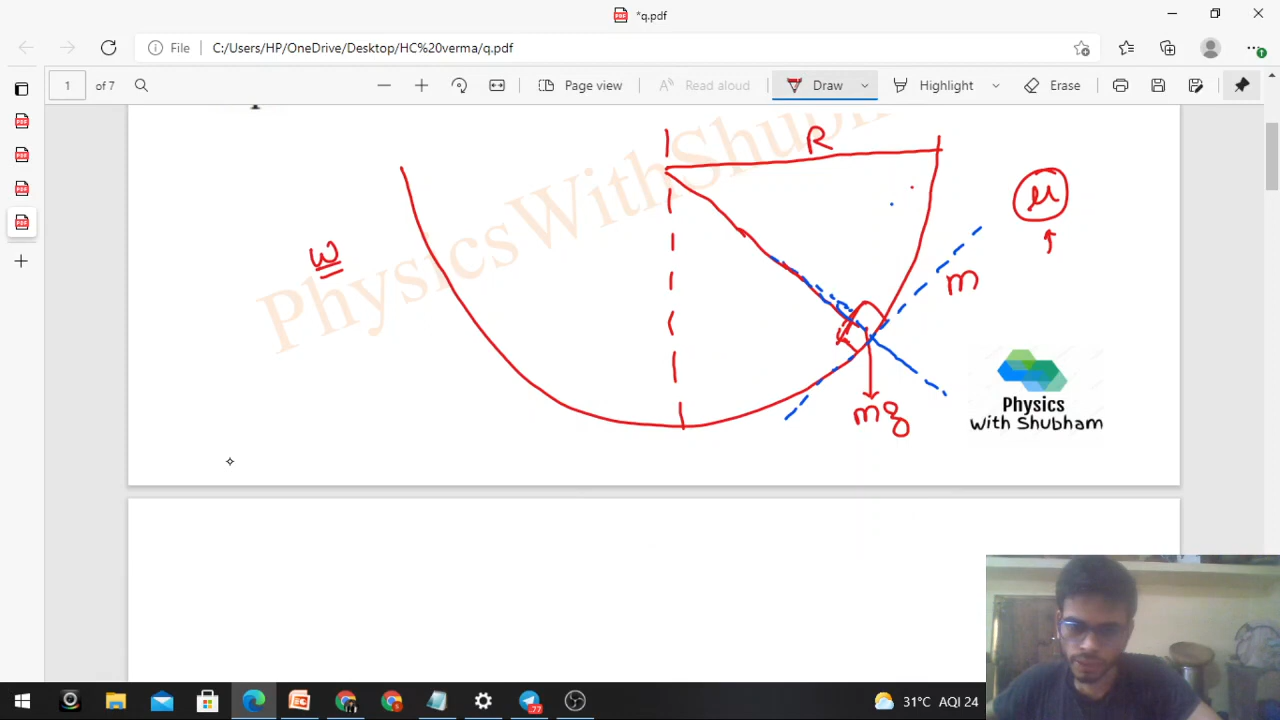 *q.pdf
File C:/Users/HP/OneDrive/Desktop/HC%20verma/q.pdf
1 of 7 Page view Read aloud Draw Highlight Erase
PhysicsWithShubham
R
μ
ω
m
mg
Physics
With Shubham
77
31°C AQI 24